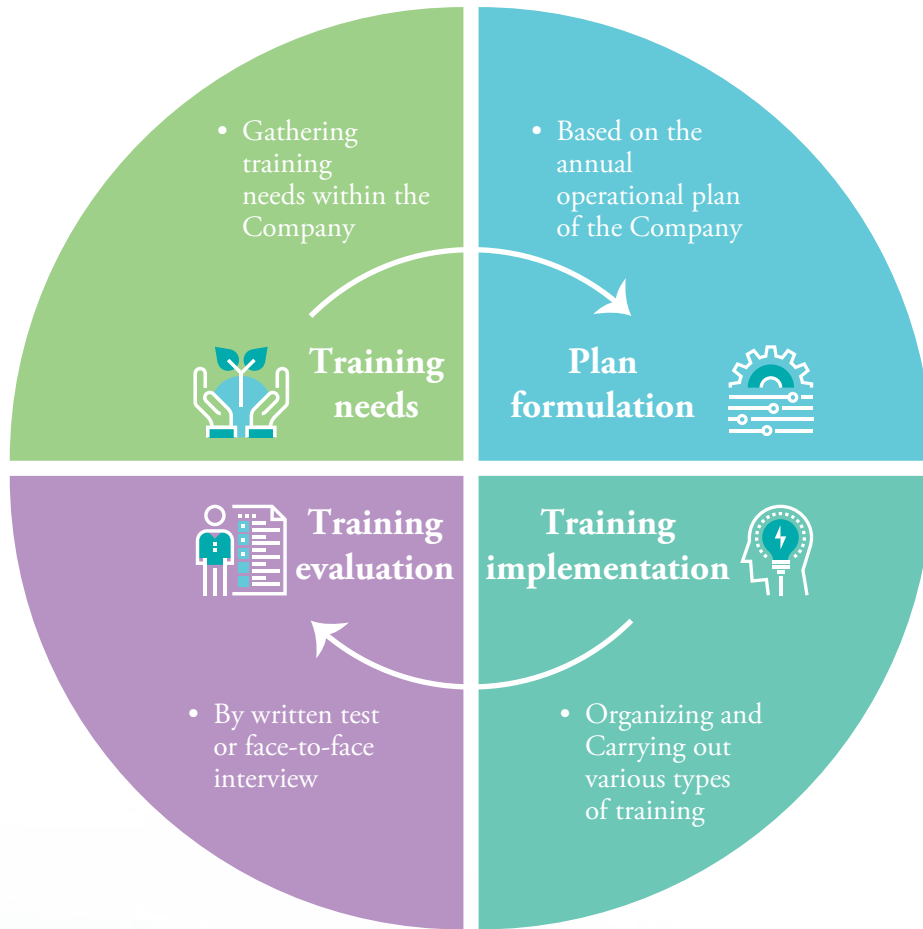 • Gathering
training
needs within the
Company
Training
needs
• Based on the
annual
operational plan
of the Company
Plan
formulation
Training
implementation
• Organizing and
Carrying out
various types
of training
Training
evaluation
• By written test
or face-to-face
interview